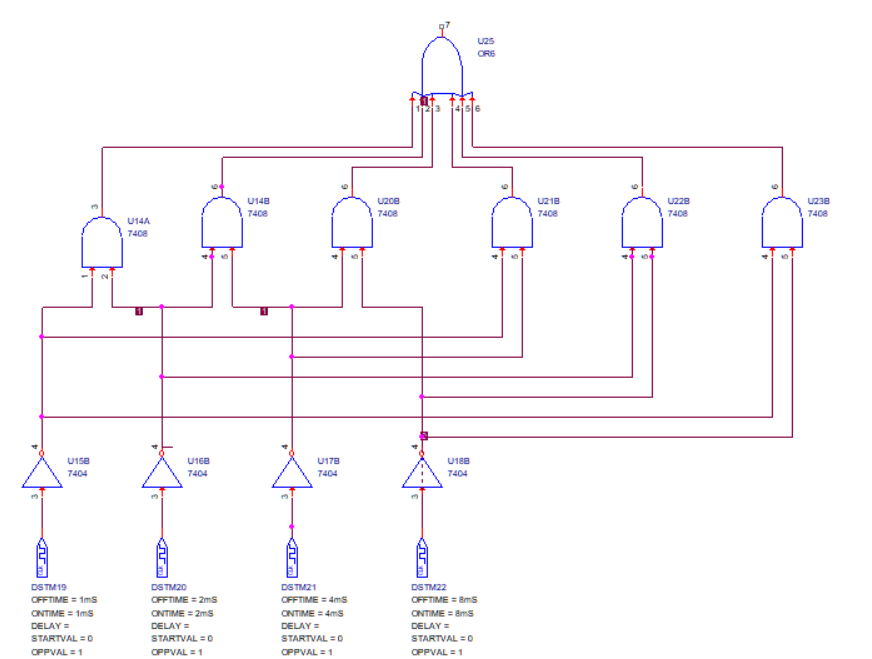 7
U25
OR6
1 2 3 4 5 6
3
U14A
7408
1 2
6
U14B
7408
4 5
6
U20B
7408
4 5
6
U21B
7408
4 5
6
U22B
7408
4 5
6
U23B
7408
4 5
1
1
4
U15B
7404
3
4
U16B
7404
3
4
U17B
7404
3
4
U18B
7404
3
CLK
CLK
CLK
CLK
DSTM19
OFFTIME = 1mS
ONTIME = 1mS
DELAY =
STARTVAL = 0
OPPVAL = 1
DSTM20
OFFTIME = 2mS
ONTIME = 2mS
DELAY =
STARTVAL = 0
OPPVAL = 1
DSTM21
OFFTIME = 4mS
ONTIME = 4mS
DELAY =
STARTVAL = 0
OPPVAL = 1
DSTM22
OFFTIME = 8mS
ONTIME = 8mS
DELAY =
STARTVAL = 0
OPPVAL = 1